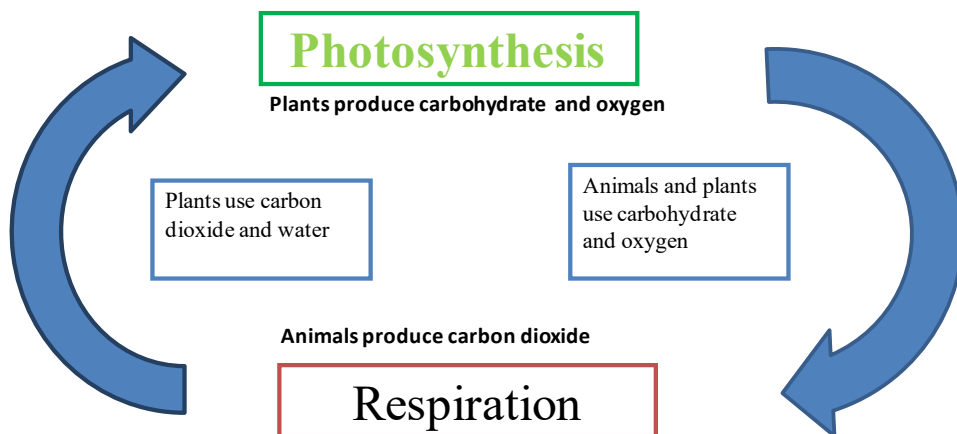 Photosynthesis
Plants produce carbohydrate and oxygen
Plants use carbon
dioxide and water
Animals and plants
use carbohydrate
and oxygen
Animals produce carbon dioxide
Respiration